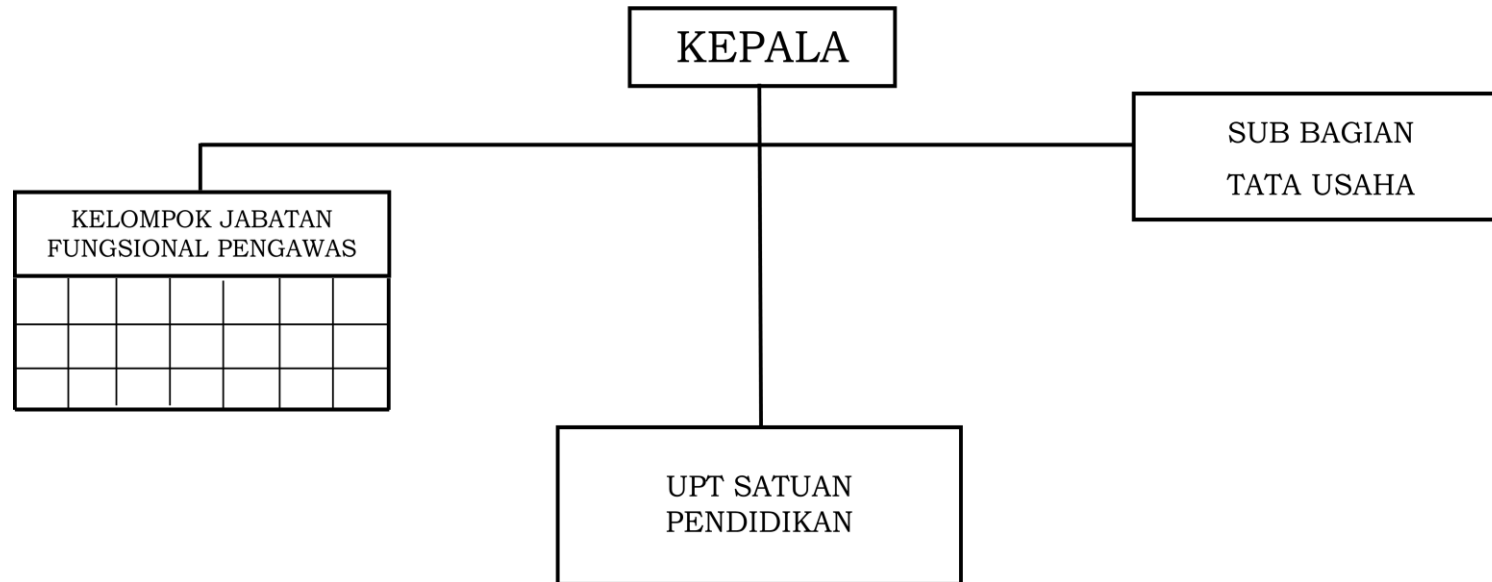 KEPALA
SUB BAGIAN
TATA USAHA
KELOMPOK JABATAN
FUNGSIONAL PENGAWAS
UPT SATUAN
PENDIDIKAN